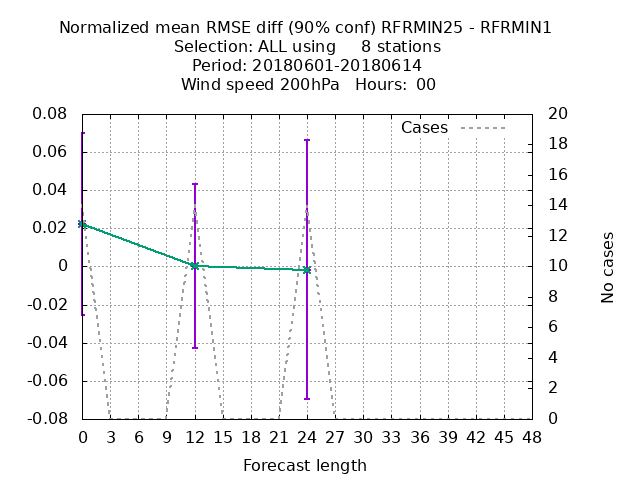 Normalized mean RMSE diff (90% conf) RFRMIN25 - RFRMIN1
Selection: ALL using     8 stations
Period: 20180601-20180614
Wind speed 200hPa   Hours: 00
Cases
0.08
0.06
0.04
0.02
0
-0.02
-0.04
-0.06
-0.08
20
18
16
14
12
10
8
6
4
2
0
No cases
0 3 6 9 12 15 18 21 24 27 30 33 36 39 42 45 48
Forecast length